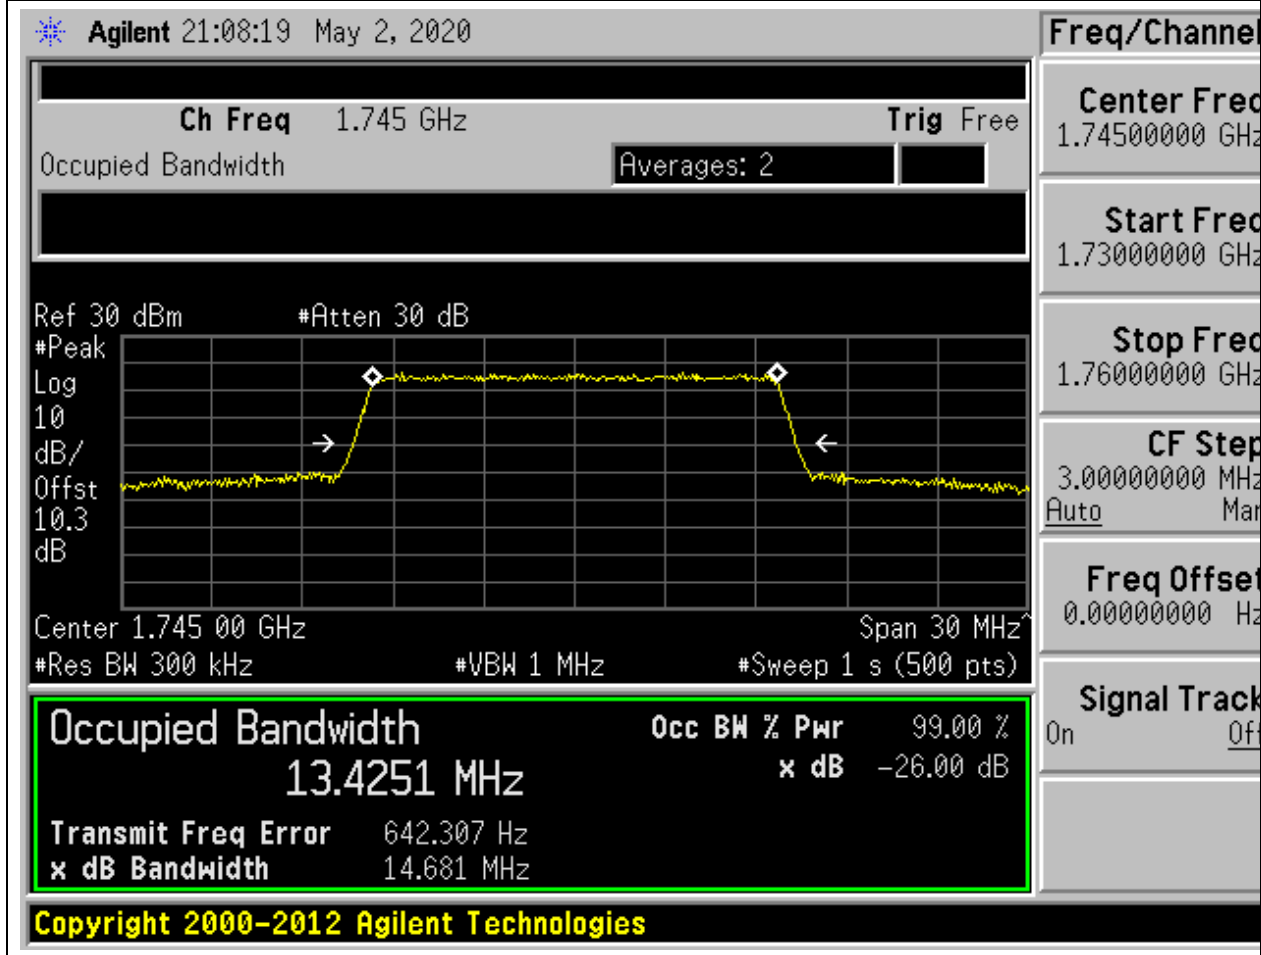 Agilent 21:08:19 May 2, 2020
Freq/Channel
Ch Freq 1.745 GHz Trig Free
Occupied Bandwidth Averages: 2
Center Freq
1.74500000 GHz
Start Freq
1.73000000 GHz
Stop Freq
1.76000000 GHz
CF Step
3.00000000 MHz
Auto Man
Freq Offset
0.00000000 Hz
Signal Track
On Off
Ref 30 dBm #Atten 30 dB
#Peak
Log
10
dB/
Offst
10.3
dB
Center 1.745 00 GHz Span 30 MHz^
#Res BW 300 kHz #VBW 1 MHz #Sweep 1 s (500 pts)
Occupied Bandwidth Occ BW % Pwr 99.00 %
13.4251 MHz x dB -26.00 dB
Transmit Freq Error 642.307 Hz
x dB Bandwidth 14.681 MHz
Copyright 2000-2012 Agilent Technologies